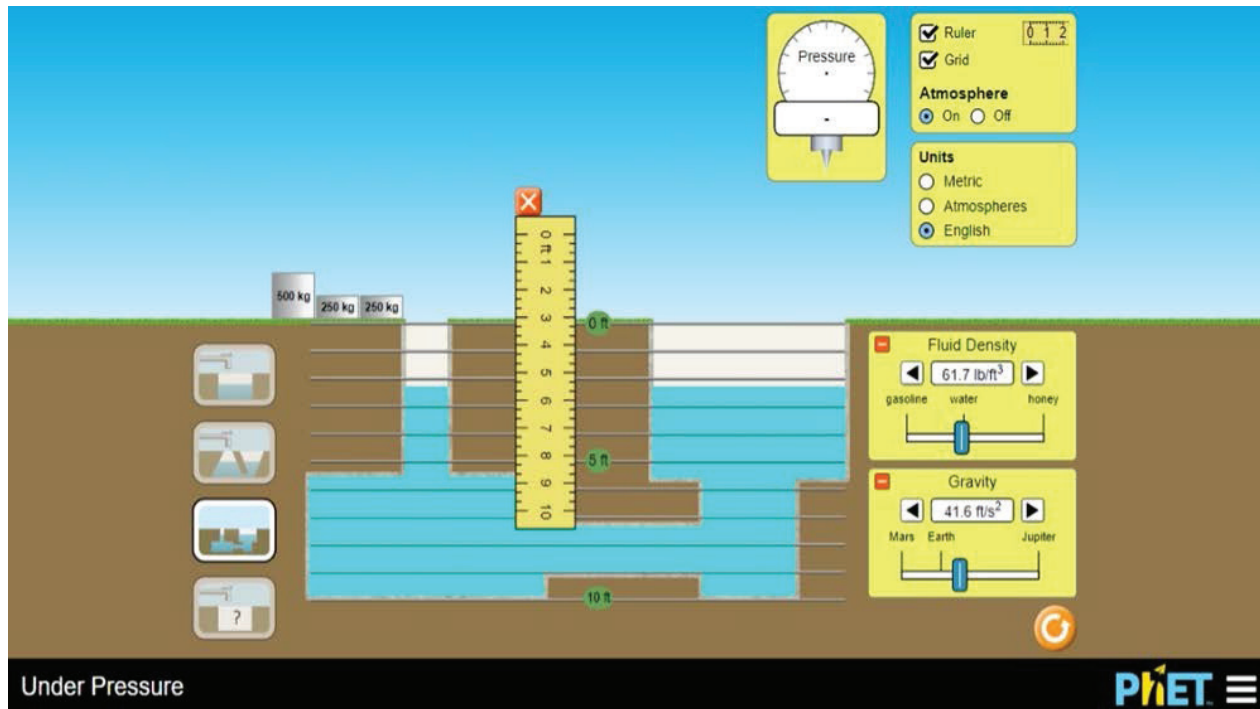 Pressure
-
Ruler
0 1 2
Grid
Atmosphere
On Off
Units
Metric
Atmospheres
English
0 ft
1
2
3
4
5
6
7
8
9
10
500 kg
250 kg 250 kg
0 ft
5 ft
10 ft
?
Fluid Density
61.7 lb/ft³
gasoline water honey
Gravity
41.6 ft/s²
Mars Earth Jupiter
Under Pressure
PhET